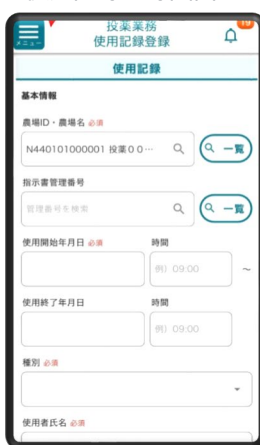 メニュー
投薬業務
使用記録登録
使用記録
基本情報
農場ID・農場名 必須
N440101000001 投薬00… 一覧
指示書管理番号
管理番号を検索 一覧
使用開始年月日 必須 時間
例）09:00 ～
使用終了年月日 時間
例）09:00
種別 必須
使用者氏名 必須